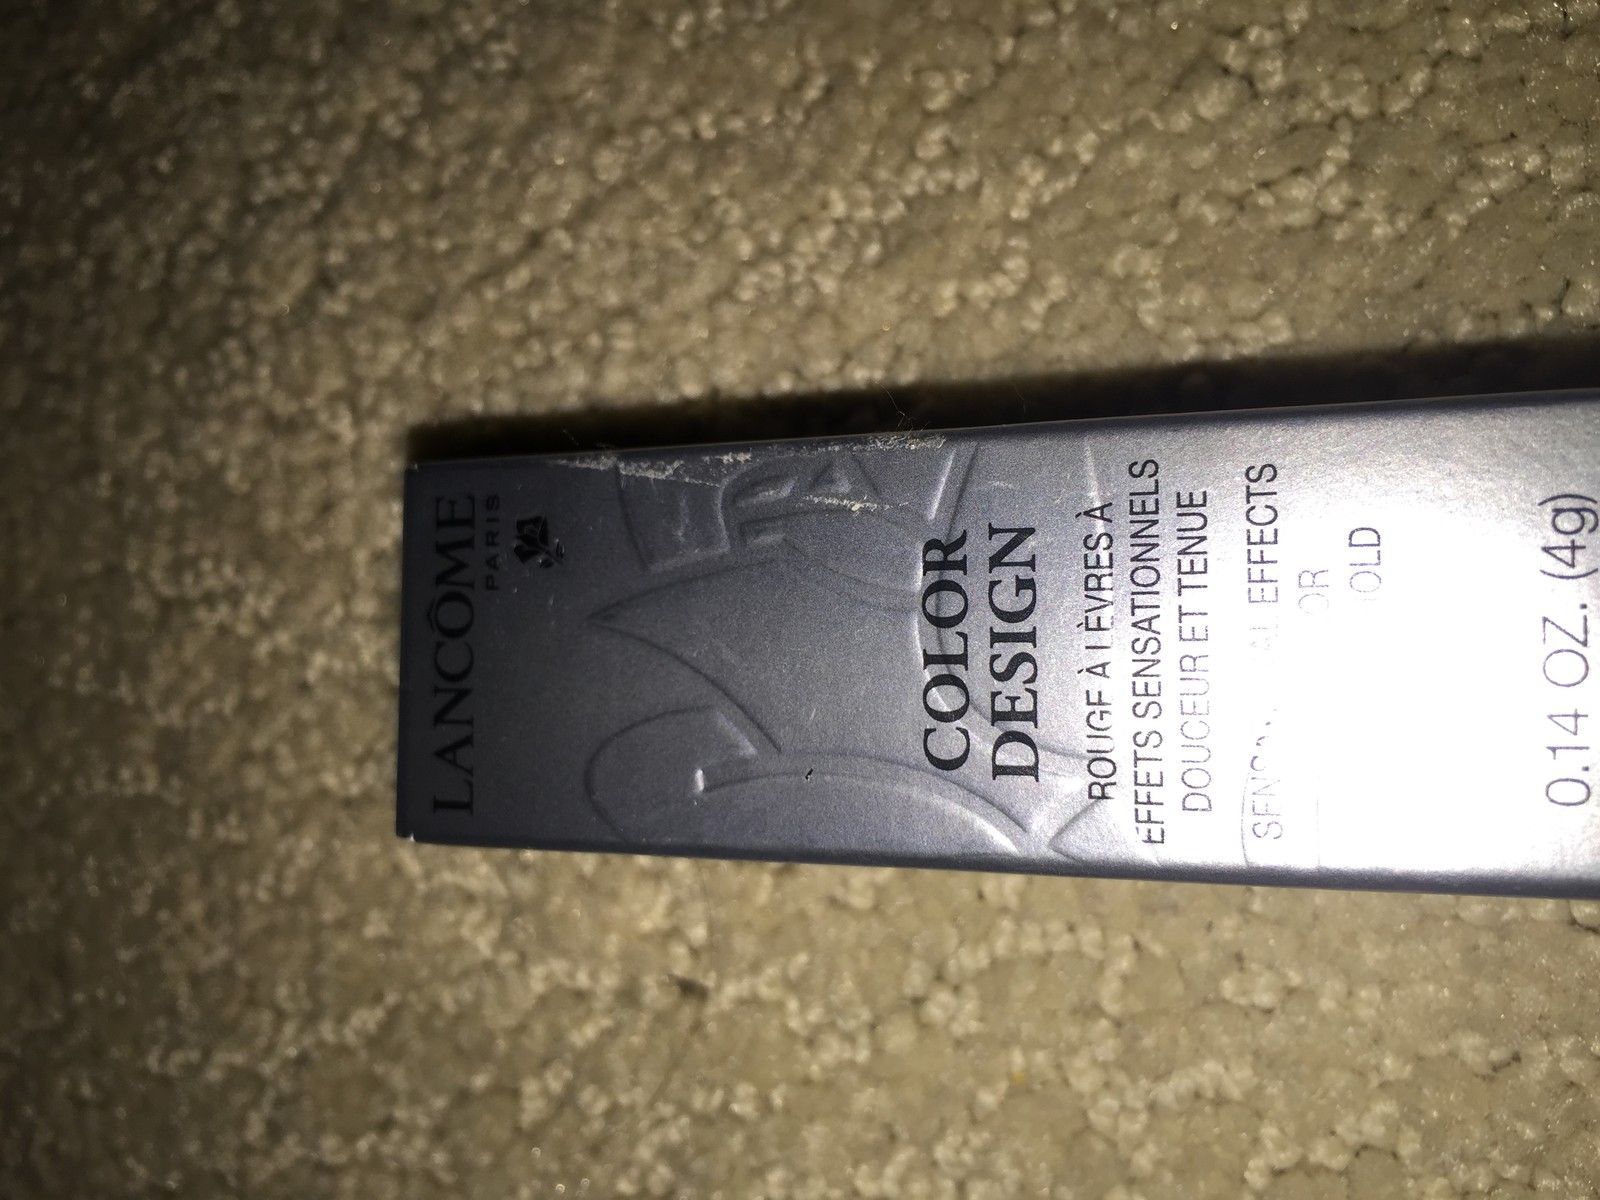 LANCÔME
PARIS
COLOR
DESIGN
ROUGE À LÈVRES À
EFFETS SENSATIONNELS
DOUCEUR ET TENUE
EFFECTS
0.14 OZ. (4g)